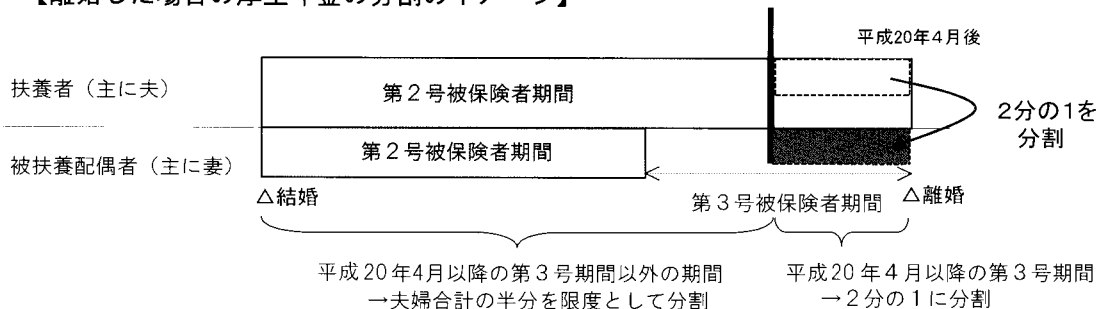 【離婚した場合の厚生年金の分割のイメージ】
平成20年4月後
扶養者（主に夫）
第２号被保険者期間
2分の1を
分割
被扶養配偶者（主に妻）
第２号被保険者期間
△結婚
第３号被保険者期間
△離婚
平成20年4月以降の第３号期間以外の期間
→夫婦合計の半分を限度として分割
平成20年４月以降の第３号期間
→２分の１に分割